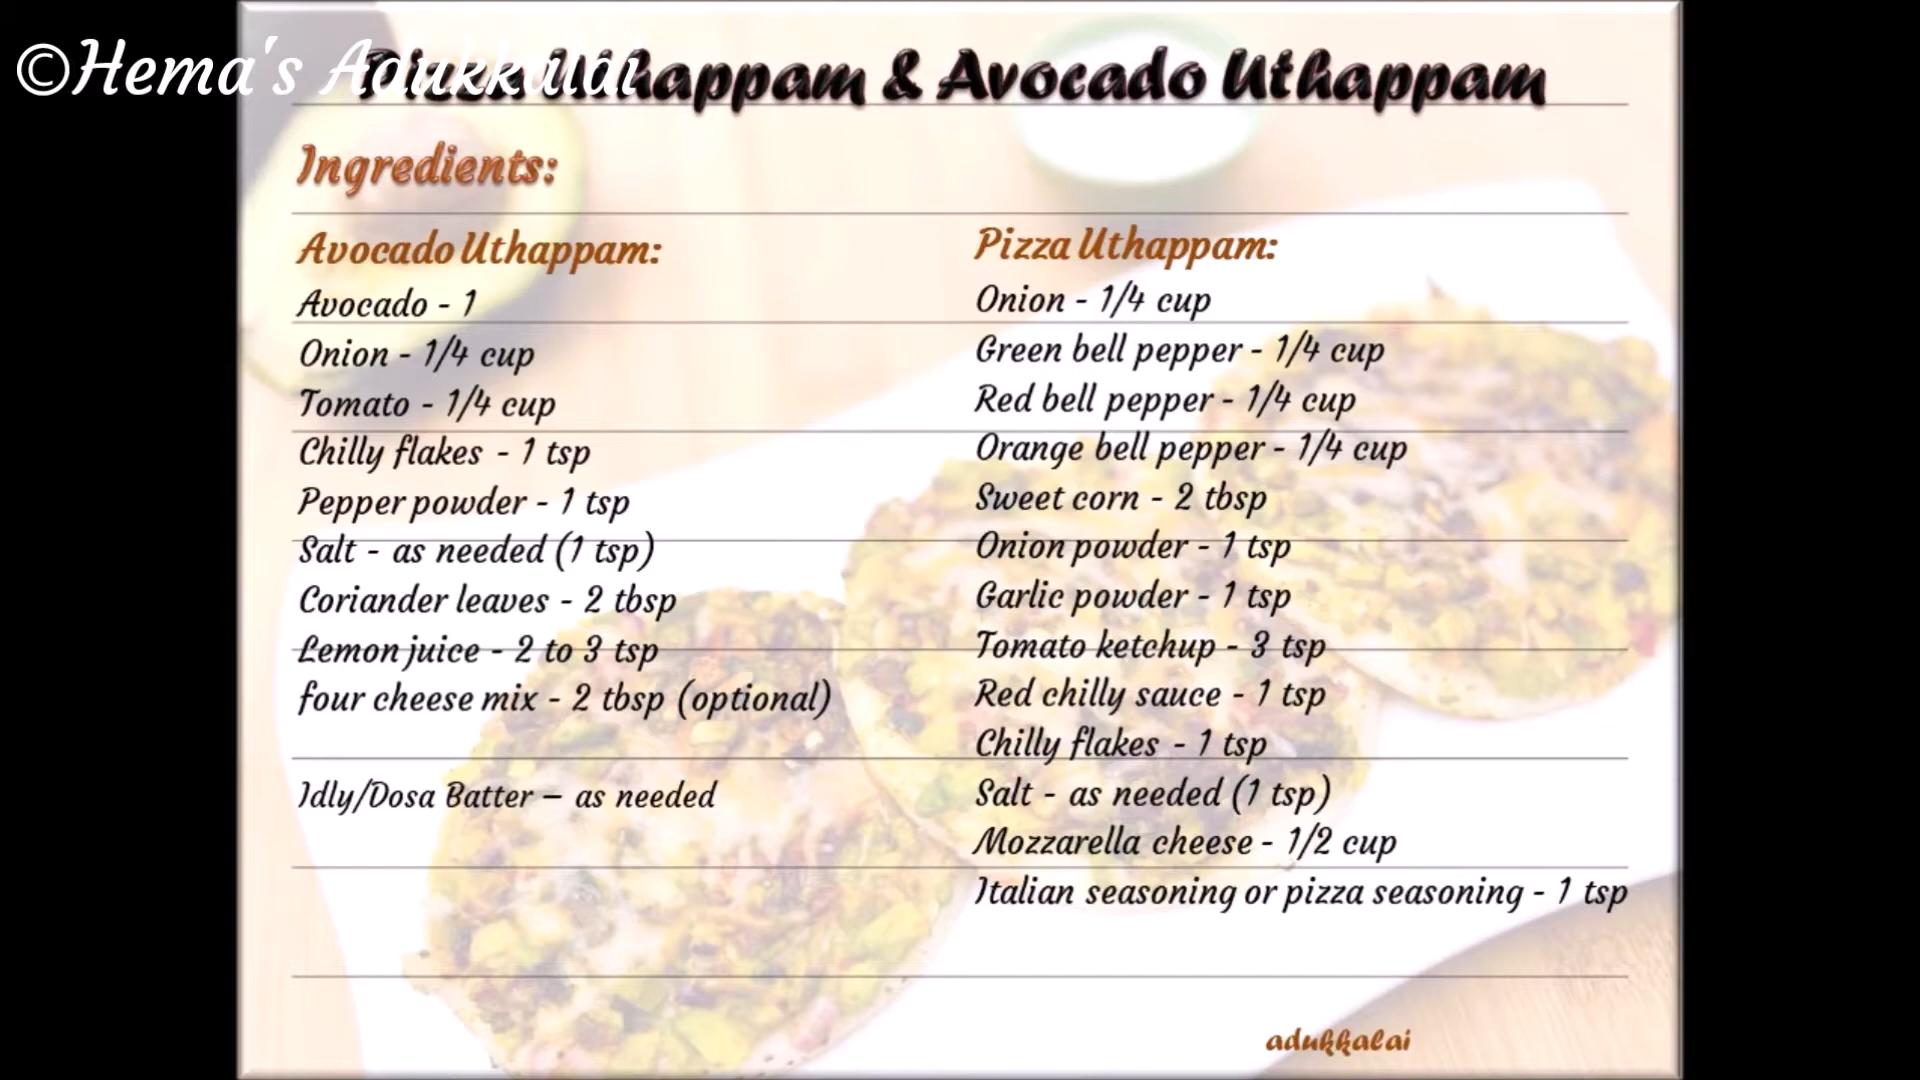 ©Hema's Adukkalai
Pizza Uthappam & Avocado Uthappam
Ingredients:
Avocado Uthappam:
Avocado - 1
Onion - 1/4 cup
Tomato - 1/4 cup
Chilly flakes - 1 tsp
Pepper powder - 1 tsp
Salt - as needed (1 tsp)
Coriander leaves - 2 tbsp
Lemon juice - 2 to 3 tsp
four cheese mix - 2 tbsp (optional)
Idly/Dosa Batter – as needed
Pizza Uthappam:
Onion - 1/4 cup
Green bell pepper - 1/4 cup
Red bell pepper - 1/4 cup
Orange bell pepper - 1/4 cup
Sweet corn - 2 tbsp
Onion powder - 1 tsp
Garlic powder - 1 tsp
Tomato ketchup - 3 tsp
Red chilly sauce - 1 tsp
Chilly flakes - 1 tsp
Salt - as needed (1 tsp)
Mozzarella cheese - 1/2 cup
Italian seasoning or pizza seasoning - 1 tsp
adukkalai